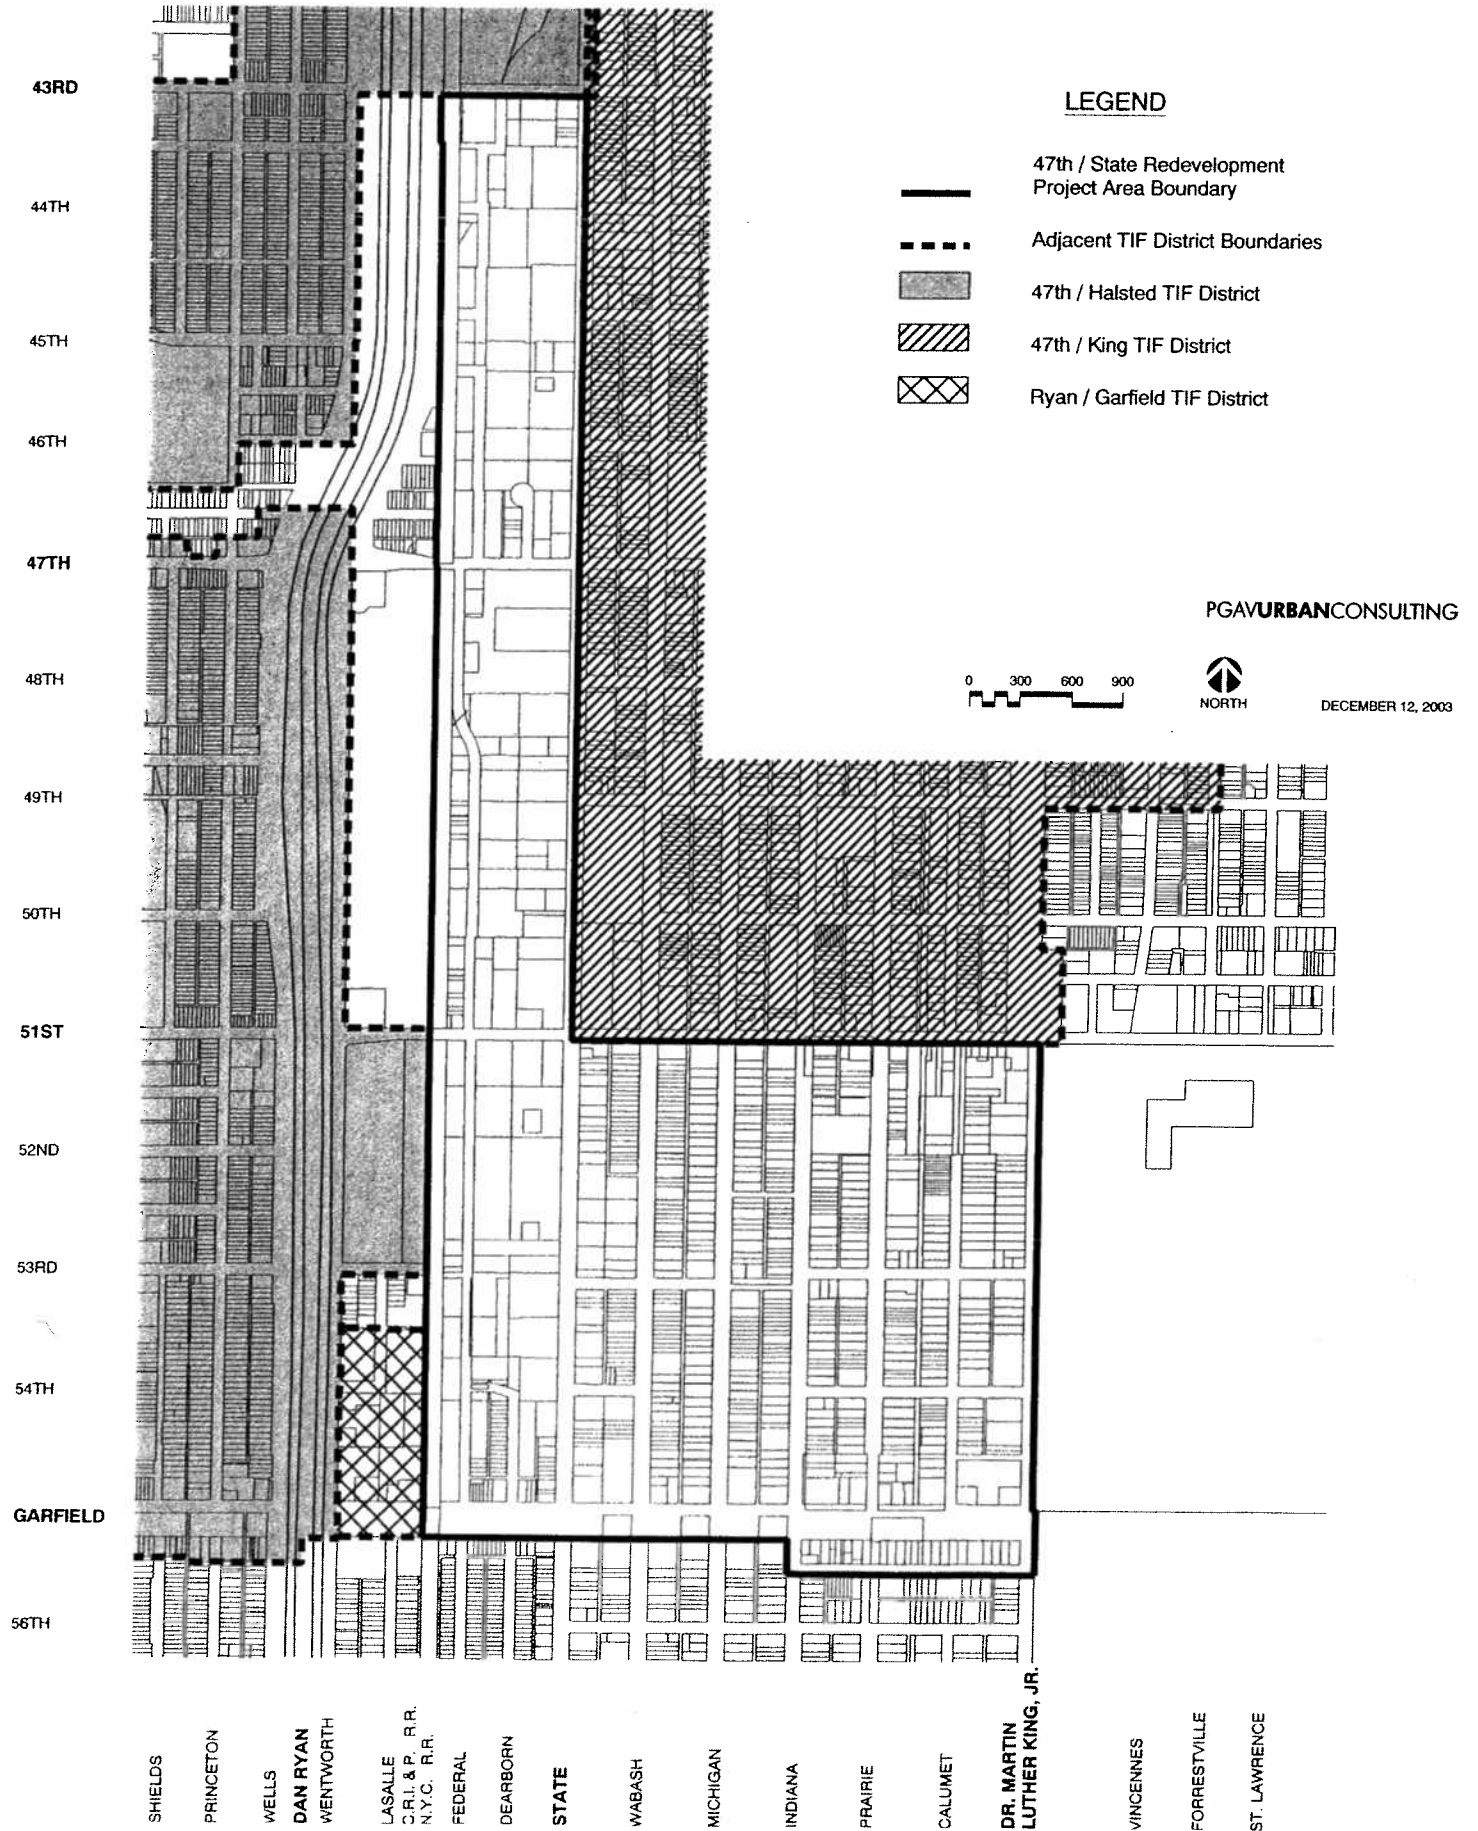 43RD
44TH
45TH
46TH
47TH
48TH
49TH
50TH
51ST
52ND
53RD
54TH
GARFIELD
56TH
LEGEND
47th / State Redevelopment
Project Area Boundary
Adjacent TIF District Boundaries
47th / Halsted TIF District
47th / King TIF District
Ryan / Garfield TIF District
PGAVURBANCONSULTING
0 300 600 900
NORTH
DECEMBER 12, 2003
SHIELDS
PRINCETON
WELLS
DAN RYAN
WENTWORTH
LASALLE
C.R.I. & P. R.R.
N.Y.C. R.R.
FEDERAL
DEARBORN
STATE
WABASH
MICHIGAN
INDIANA
PRAIRIE
CALUMET
DR. MARTIN
LUTHER KING, JR.
VINCENNES
FORRESTVILLE
ST. LAWRENCE